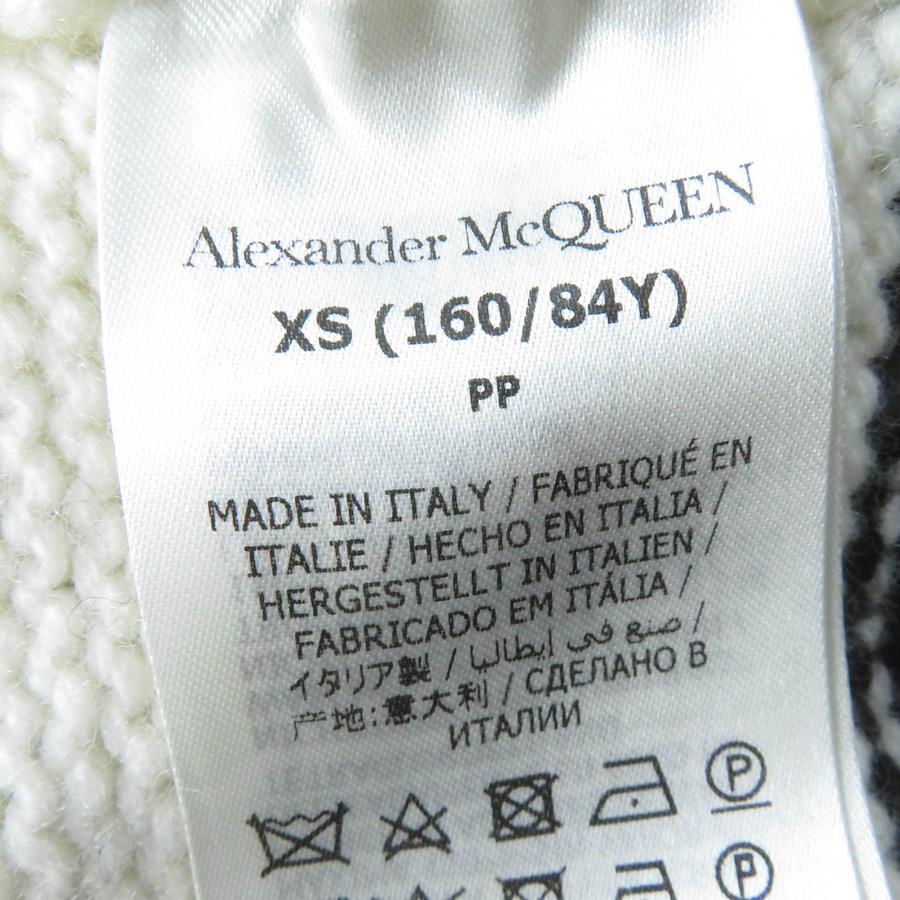 Alexander McQUEEN
XS (160/84Y)
PP
MADE IN ITALY / FABRIQUÉ EN
ITALIE / HECHO EN ITALIA /
HERGESTELLT IN ITALIEN /
FABRICADO EM ITÁLIA /
イタリア製 / صنع في إيطاليا /
产地:意大利 / СДЕЛАНО В
ИТАЛИИ
P
P